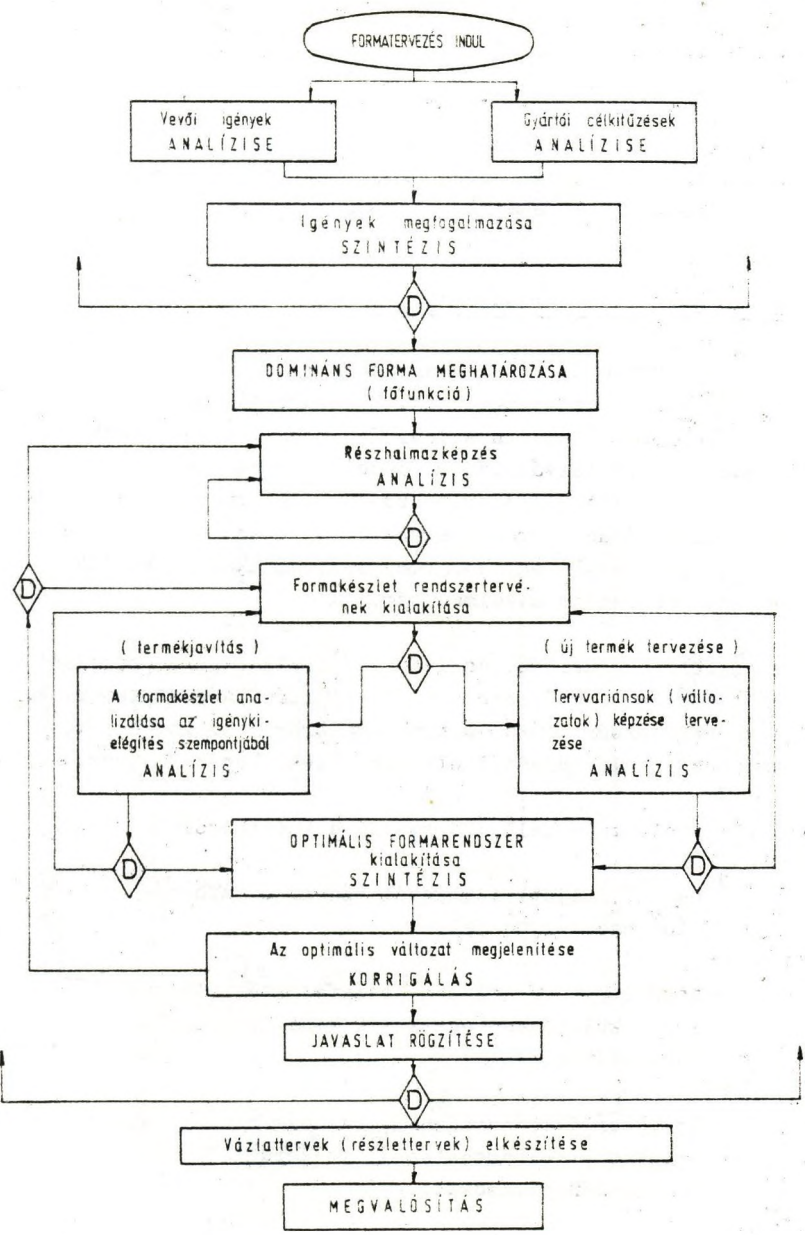 FORMATERVEZÉS INDUL
Vevői igények
ANALÍZISE
Gyártói célkitűzések
ANALÍZISE
Igények megfogalmazása
SZINTÉZIS
D
DOMINÁNS FORMA MEGHATÁROZÁSA
( főfunkció )
Részhalmazképzés
ANALÍZIS
D
D
Formakészlet rendszertervé-
nek kialakítása
( termékjavítás )
D
( új termék tervezése )
A formakészlet ana-
lizálása az igényki-
elégítés szempontjából
ANALÍZIS
Tervvariánsok ( válto-
zatok ) képzése terve-
zése
ANALÍZIS
D
OPTIMÁLIS FORMARENDSZER
kialakítása
SZINTÉZIS
D
Az optimális változat megjelenítése
KORRIGÁLÁS
JAVASLAT RÖGZÍTÉSE
D
Vázlattervek ( részlettervek ) elkészítése
MEGVALÓSÍTÁS